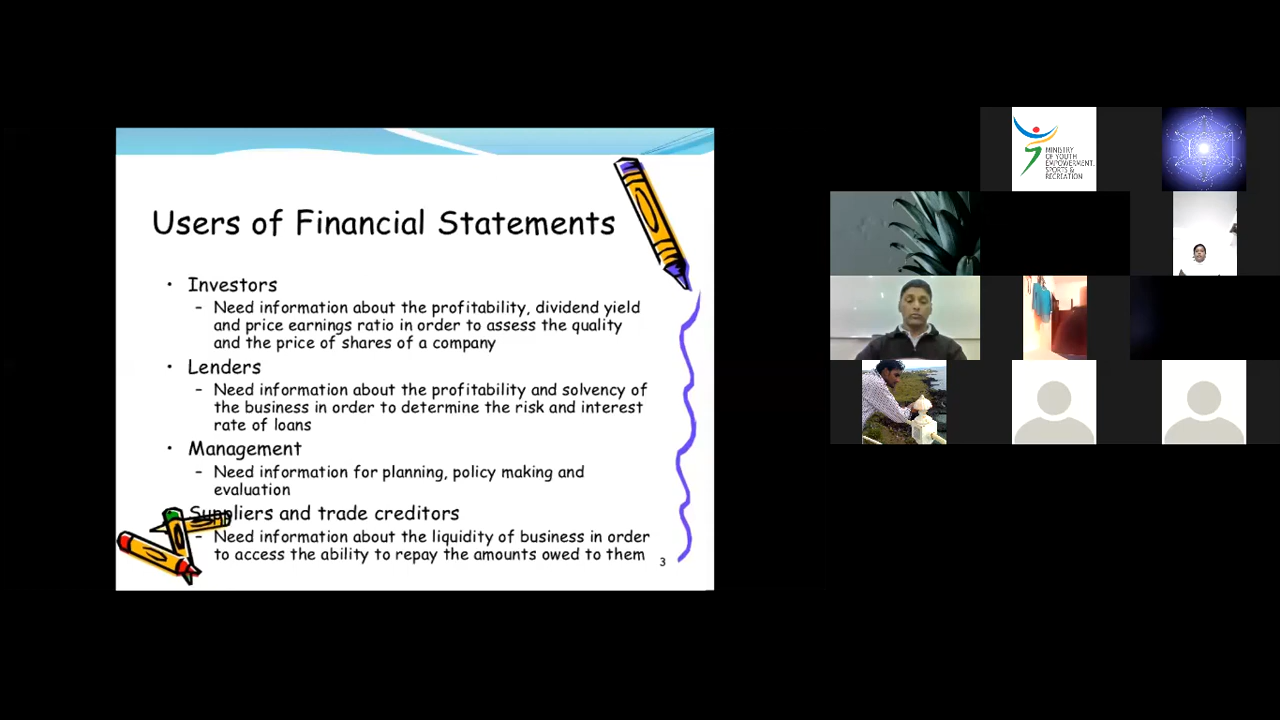 Users of Financial Statements
• Investors
– Need information about the profitability, dividend yield
and price earnings ratio in order to assess the quality
and the price of shares of a company
• Lenders
– Need information about the profitability and solvency of
the business in order to determine the risk and interest
rate of loans
• Management
– Need information for planning, policy making and
evaluation
Suppliers and trade creditors
– Need information about the liquidity of business in order
to access the ability to repay the amounts owed to them
3
MINISTRY
OF YOUTH
EMPOWERMENT,
SPORTS &
RECREATION